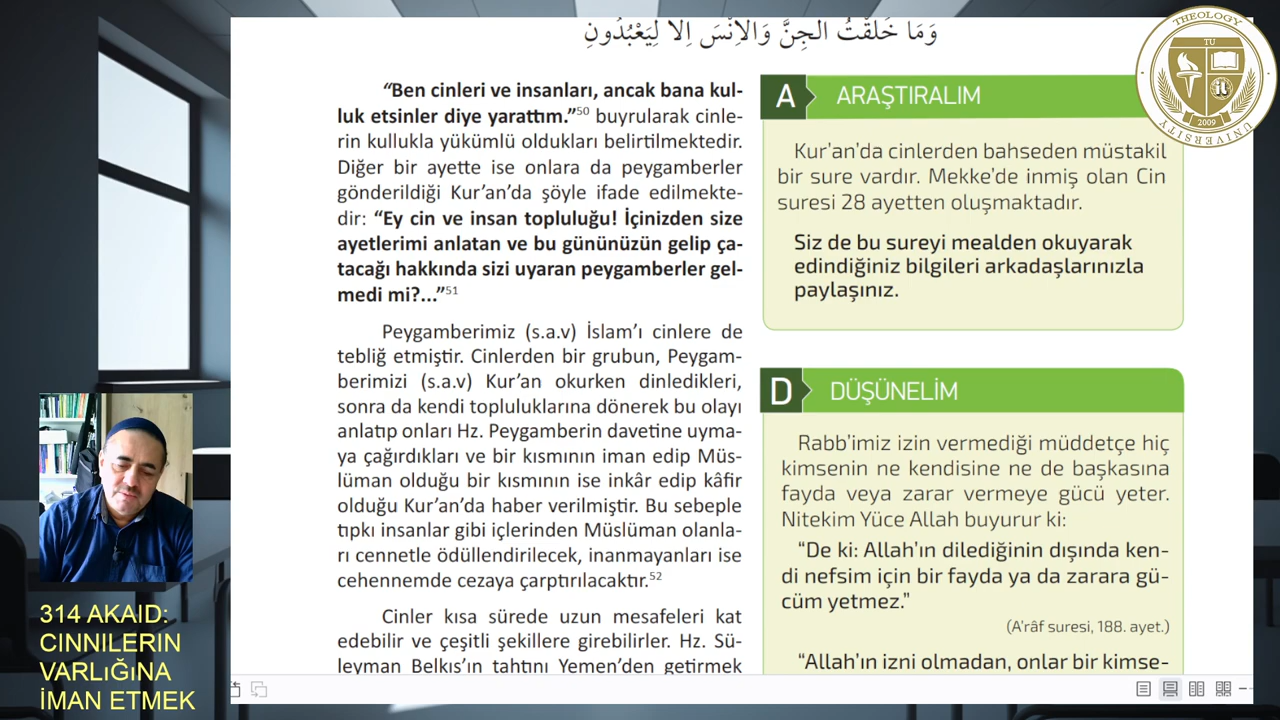 وَمَا خَلَقْتُ الْجِنَّ وَالْاِنْسَ اِلَّا لِيَعْبُدُونِ
“Ben cinleri ve insanları, ancak bana kul-
luk etsinler diye yarattım.”50 buyrularak cinle-
rin kullukla yükümlü oldukları belirtilmektedir.
Diğer bir ayette ise onlara da peygamberler
gönderildiği Kur’an’da şöyle ifade edilmekte-
dir: “Ey cin ve insan topluluğu! İçinizden size
ayetlerimi anlatan ve bu gününüzün gelip ça-
tacağı hakkında sizi uyaran peygamberler gel-
medi mi?...”51
Peygamberimiz (s.a.v) İslam’ı cinlere de
tebliğ etmiştir. Cinlerden bir grubun, Peygam-
berimizi (s.a.v) Kur’an okurken dinledikleri,
sonra da kendi topluluklarına dönerek bu olayı
anlatıp onları Hz. Peygamberin davetine uyma-
ya çağırdıkları ve bir kısmının iman edip Müs-
lüman olduğu bir kısmının ise inkâr edip kâfir
olduğu Kur’an’da haber verilmiştir. Bu sebeple
tıpkı insanlar gibi içlerinden Müslüman olanla-
rı cennetle ödüllendirilecek, inanmayanları ise
cehennemde cezaya çarptırılacaktır.52
Cinler kısa sürede uzun mesafeleri kat
edebilir ve çeşitli şekillere girebilirler. Hz. Sü-
leyman Belkıs’ın tahtını Yemen’den getirmek
A ARAŞTIRALIM
Kur’an’da cinlerden bahseden müstakil
bir sure vardır. Mekke’de inmiş olan Cin
suresi 28 ayetten oluşmaktadır.
Siz de bu sureyi mealden okuyarak
edindiğiniz bilgileri arkadaşlarınızla
paylaşınız.
D DÜŞÜNELİM
Rabb’imiz izin vermediği müddetçe hiç
kimsenin ne kendisine ne de başkasına
fayda veya zarar vermeye gücü yeter.
Nitekim Yüce Allah buyurur ki:
“De ki: Allah’ın dilediğinin dışında ken-
di nefsim için bir fayda ya da zarara gü-
cüm yetmez.”
(A’râf suresi, 188. ayet.)
“Allah’ın izni olmadan, onlar bir kimse-
THEOLOGY
TU
2009
UNIVERSITY
314 AKAID:
CINNILERIN
VARLIĞINA
İMAN ETMEK